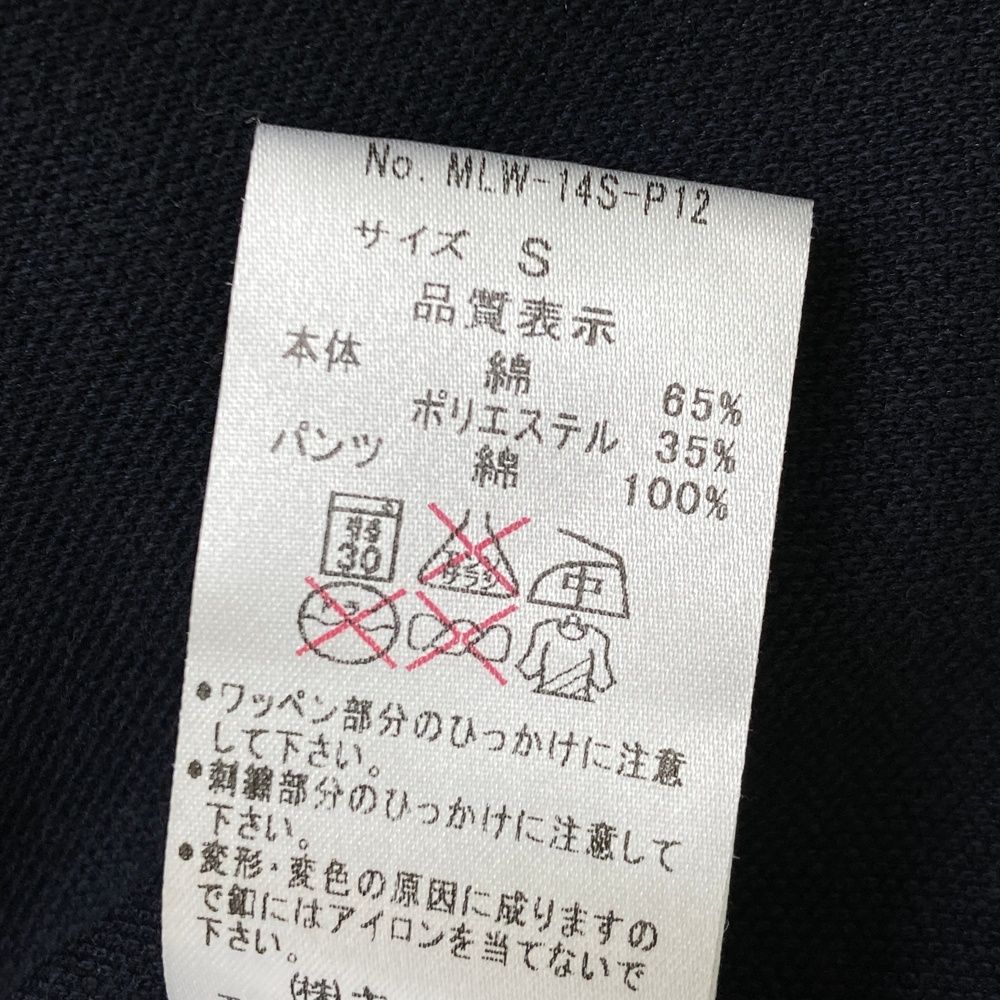 No. MLW-14S-P12
サイズ S
品質表示
本体 綿 65%
ポリエステル 35%
パンツ 綿 100%
30
中
•ワッペン部分のひっかけに注意
して下さい。
•刺繍部分のひっかけに注意して
下さい。
•変形・変色の原因に成りますの
で釦にはアイロンを当てないで
下さい。
(株)